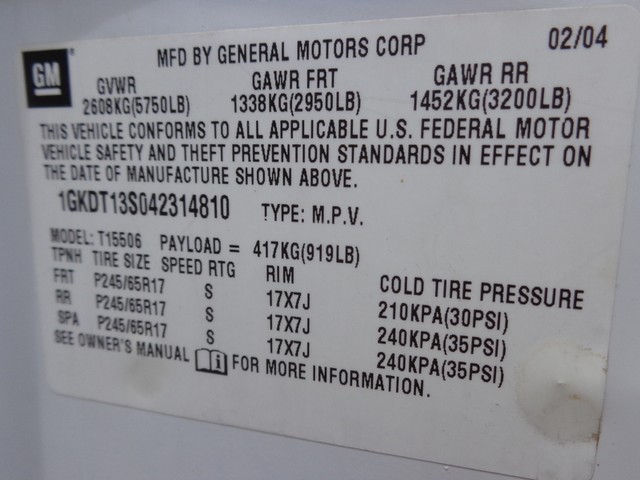 GM
MFD BY GENERAL MOTORS CORP 02/04
GVWR GAWR FRT GAWR RR
2608KG(5750LB) 1338KG(2950LB) 1452KG(3200LB)
THIS VEHICLE CONFORMS TO ALL APPLICABLE U.S. FEDERAL MOTOR
VEHICLE SAFETY AND THEFT PREVENTION STANDARDS IN EFFECT ON
THE DATE OF MANUFACTURE SHOWN ABOVE.
1GKDT13S042314810 TYPE: M.P.V.
MODEL: T15506 PAYLOAD = 417KG(919LB)
TPNH TIRE SIZE SPEED RTG RIM COLD TIRE PRESSURE
FRT P245/65R17 S 17X7J 210KPA(30PSI)
RR P245/65R17 S 17X7J 240KPA(35PSI)
SPA P245/65R17 S 17X7J 240KPA(35PSI)
SEE OWNER'S MANUAL i FOR MORE INFORMATION.